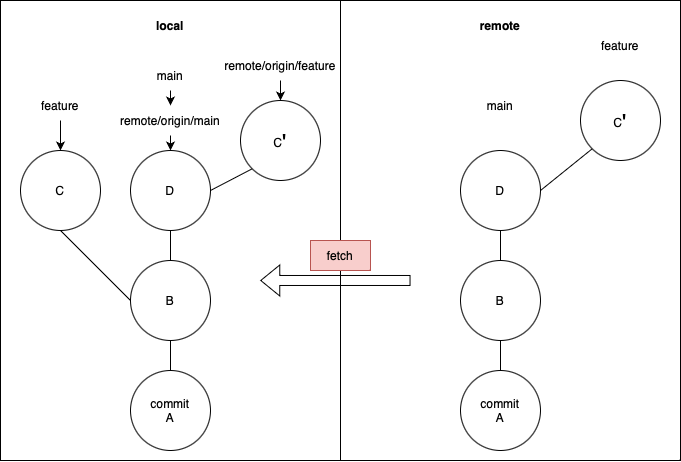 local
remote
feature
main
remote/origin/feature
feature
remote/origin/main
main
C
D
C'
D
C'
fetch
B
B
commit
A
commit
A